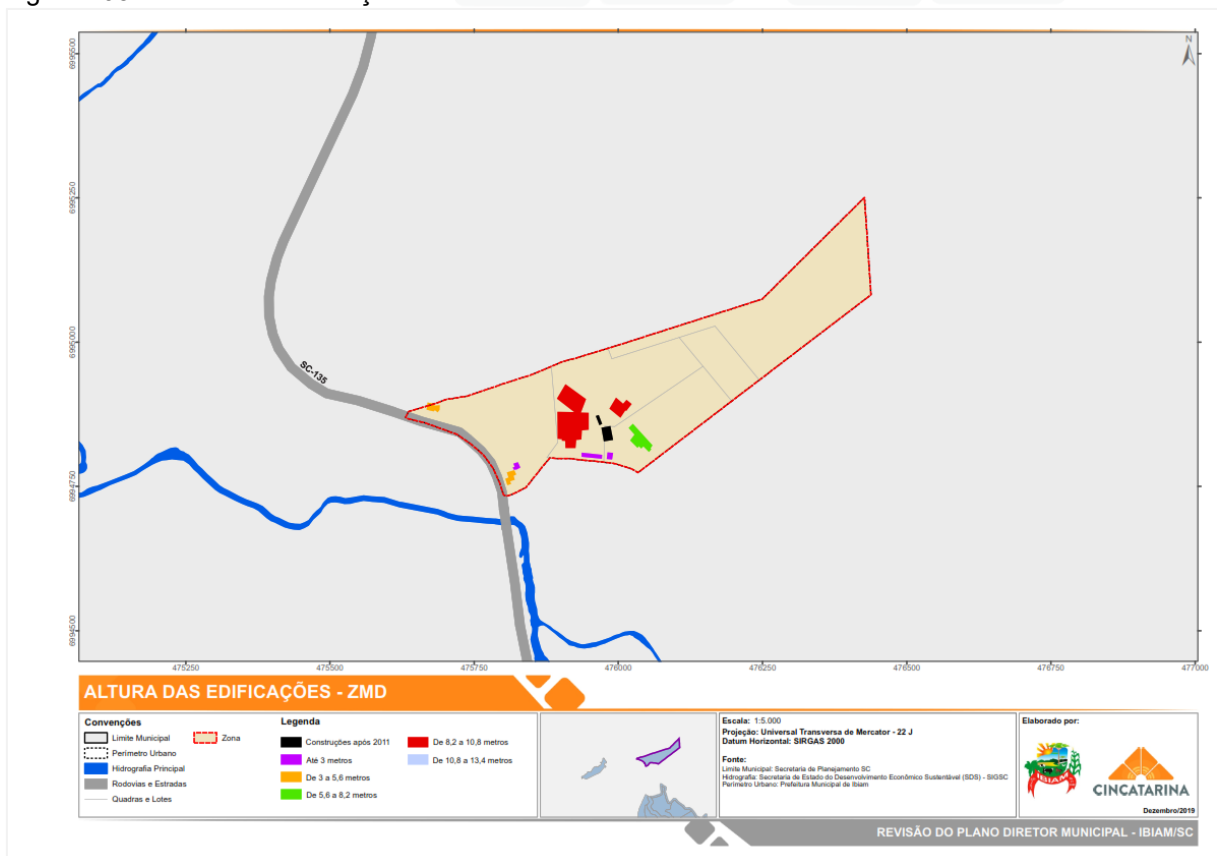 N
6995500
6995250
6995000
6994750
6994500
SC-135
475250
475500
475750
476000
476250
476500
476750
477000
ALTURA DAS EDIFICAÇÕES - ZMD
Convenções
Limite Municipal
Zona
Perímetro Urbano
Hidrografia Principal
Rodovias e Estradas
Quadras e Lotes
Legenda
Construções após 2011
De 8,2 a 10,8 metros
Até 3 metros
De 10,8 a 13,4 metros
De 3 a 5,6 metros
De 5,6 a 8,2 metros
Escala: 1:5.000
Projeção: Universal Transversa de Mercator - 22 J
Datum Horizontal: SIRGAS 2000
Fonte:
Limite Municipal: Secretaria de Planejamento SC
Hidrografia: Secretaria de Estado do Desenvolvimento Econômico Sustentável (SDS) - SIGSC
Perímetro Urbano: Prefeitura Municipal de Ibiam
Elaborado por:
IBIAM
CINCATARINA
Dezembro/2019
REVISÃO DO PLANO DIRETOR MUNICIPAL - IBIAM/SC